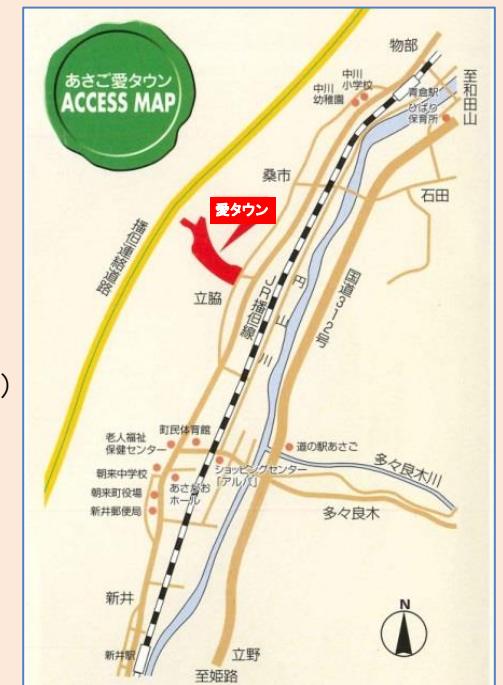 あさご愛タウン
ACCESS MAP
物部
至和田山
中川
小学校
中川
幼稚園
青倉駅
ひばり
保育所
桑市
石田
愛タウン
播但連絡道路
立脇
JR播但線
円山川
国道312号
)
町民体育館
老人福祉
保健センター
道の駅あさご
ショッピングセンター
「アルバ」
多々良木川
朝来中学校
あさがお
ホール
朝来町役場
新井郵便局
多々良木
新井
N
新井駅
立野
至姫路